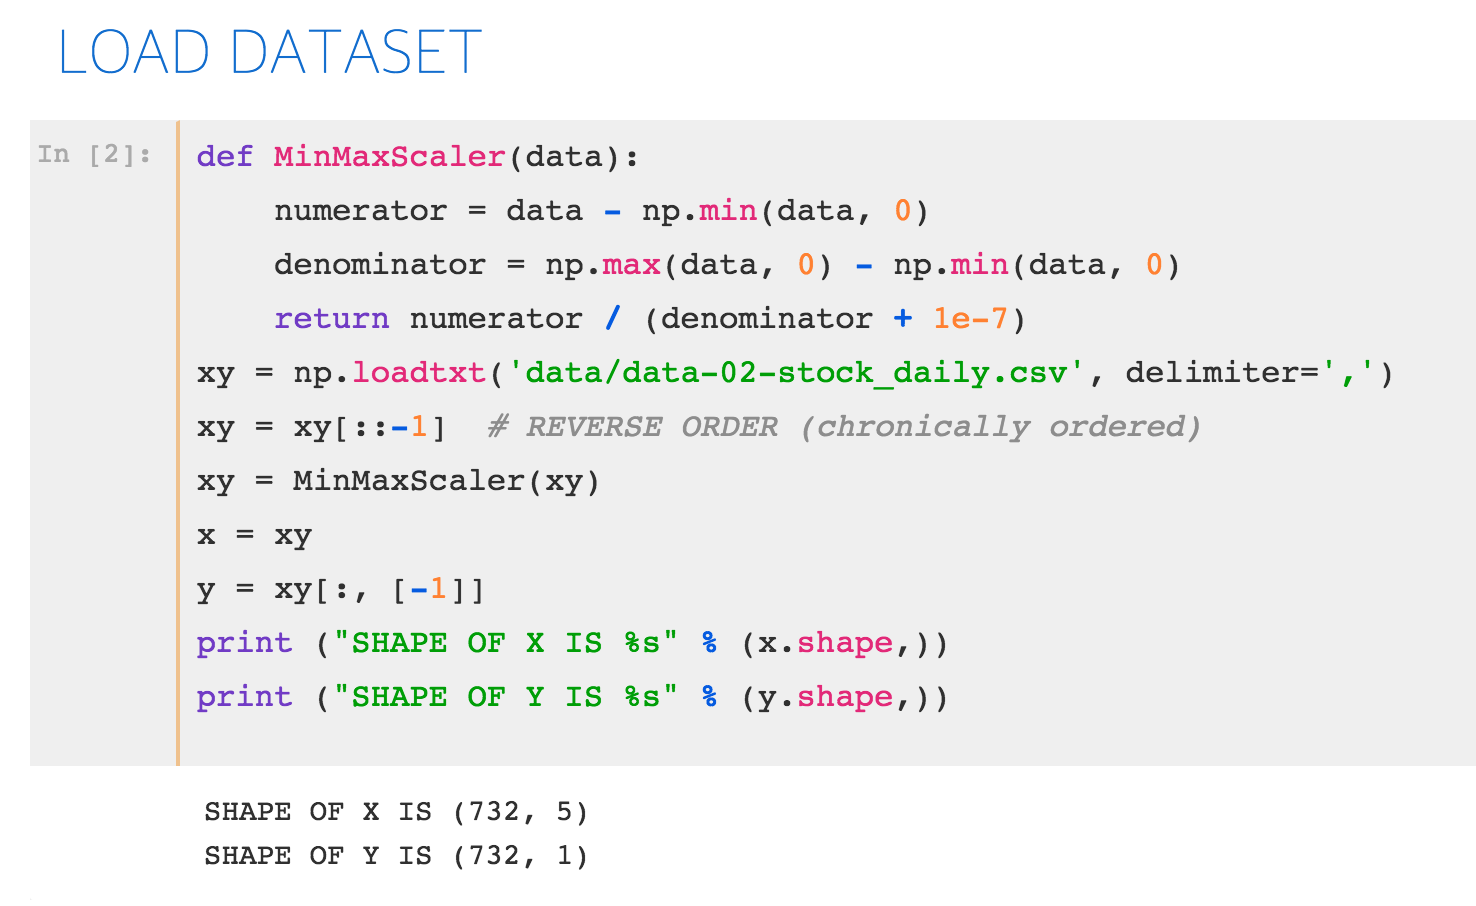 LOAD DATASET
In [2]:
def MinMaxScaler(data):
    numerator = data - np.min(data, 0)
    denominator = np.max(data, 0) - np.min(data, 0)
    return numerator / (denominator + 1e-7)
xy = np.loadtxt('data/data-02-stock_daily.csv', delimiter=',')
xy = xy[::-1]  # REVERSE ORDER (chronically ordered)
xy = MinMaxScaler(xy)
x = xy
y = xy[:, [-1]]
print ("SHAPE OF X IS %s" % (x.shape,))
print ("SHAPE OF Y IS %s" % (y.shape,))
SHAPE OF X IS (732, 5)
SHAPE OF Y IS (732, 1)